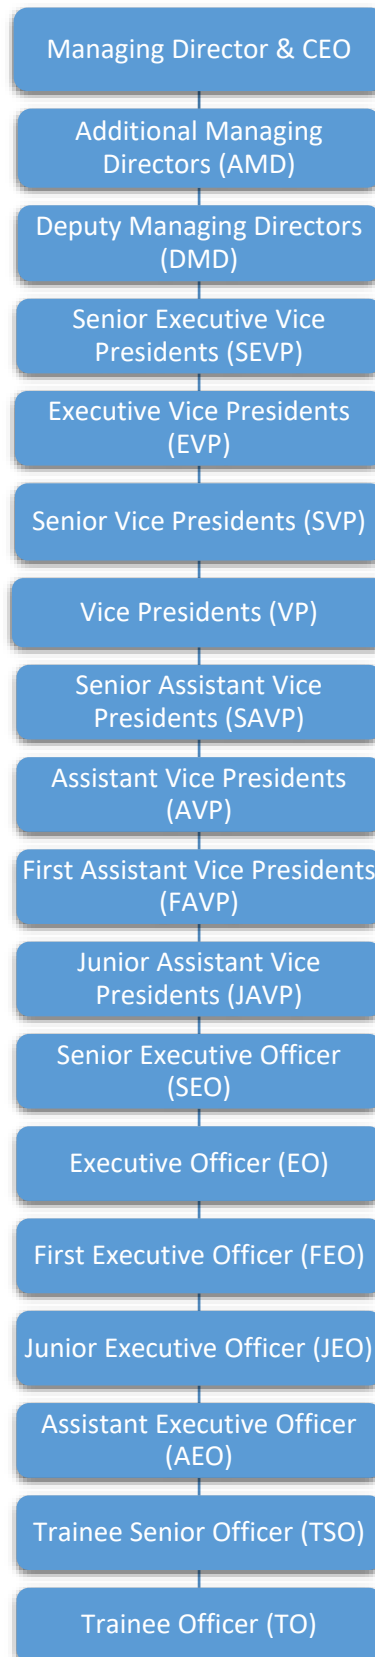 Managing Director & CEO
Additional Managing
Directors (AMD)
Deputy Managing Directors
(DMD)
Senior Executive Vice
Presidents (SEVP)
Executive Vice Presidents
(EVP)
Senior Vice Presidents (SVP)
Vice Presidents (VP)
Senior Assistant Vice
Presidents (SAVP)
Assistant Vice Presidents
(AVP)
First Assistant Vice Presidents
(FAVP)
Junior Assistant Vice
Presidents (JAVP)
Senior Executive Officer
(SEO)
Executive Officer (EO)
First Executive Officer (FEO)
Junior Executive Officer (JEO)
Assistant Executive Officer
(AEO)
Trainee Senior Officer (TSO)
Trainee Officer (TO)